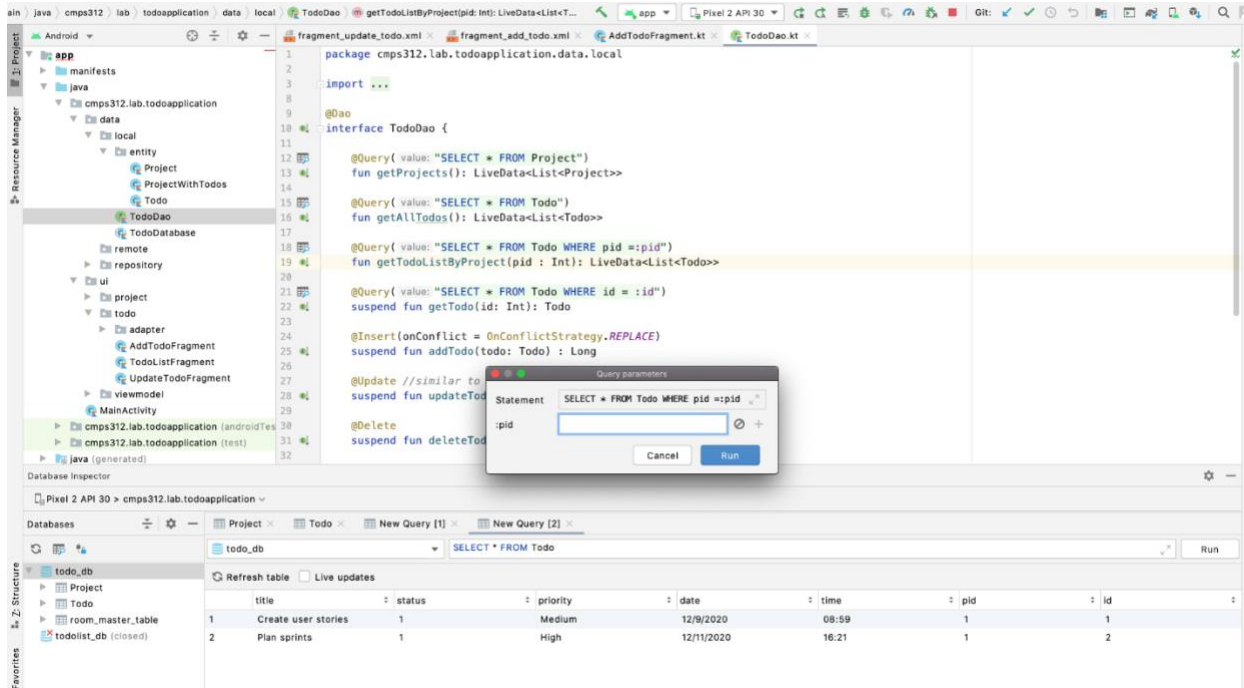 ain java cmps312 lab todoapplication data local TodoDao getTodoListByProject(pid: Int): LiveData<List<T... app Pixel 2 API 30 Git:
1: Project
Resource Manager
2: Structure
Favorites
Android
app
manifests
java
cmps312.lab.todoapplication
data
local
entity
Project
ProjectWithTodos
Todo
TodoDao
TodoDatabase
remote
repository
ui
project
todo
adapter
AddTodoFragment
TodoListFragment
UpdateTodoFragment
viewmodel
MainActivity
cmps312.lab.todoapplication (androidTes
cmps312.lab.todoapplication (test)
java (generated)
fragment_update_todo.xml fragment_add_todo.xml AddTodoFragment.kt TodoDao.kt
1 package cmps312.lab.todoapplication.data.local
2
3 import ...
8
9 @Dao
10 interface TodoDao {
11
12 @Query( value: "SELECT * FROM Project")
13 fun getProjects(): LiveData<List<Project>>
14
15 @Query( value: "SELECT * FROM Todo")
16 fun getAllTodos(): LiveData<List<Todo>>
17
18 @Query( value: "SELECT * FROM Todo WHERE pid =:pid")
19 fun getTodoListByProject(pid : Int): LiveData<List<Todo>>
20
21 @Query( value: "SELECT * FROM Todo WHERE id = :id")
22 suspend fun getTodo(id: Int): Todo
23
24 @Insert(onConflict = OnConflictStrategy.REPLACE)
25 suspend fun addTodo(todo: Todo) : Long
26
27 @Update //similar to
28 suspend fun updateTod
29
30 @Delete
31 suspend fun deleteTod
32
Query parameters
Statement SELECT * FROM Todo WHERE pid =:pid
:pid
Cancel Run
Database Inspector
Pixel 2 API 30 > cmps312.lab.todoapplication
Databases
todo_db
Project
Todo
room_master_table
todolist_db (closed)
Project Todo New Query [1] New Query [2]
todo_db SELECT * FROM Todo Run
Refresh table Live updates
title status priority date time pid id
1 Create user stories 1 Medium 12/9/2020 08:59 1 1
2 Plan sprints 1 High 12/11/2020 16:21 1 2